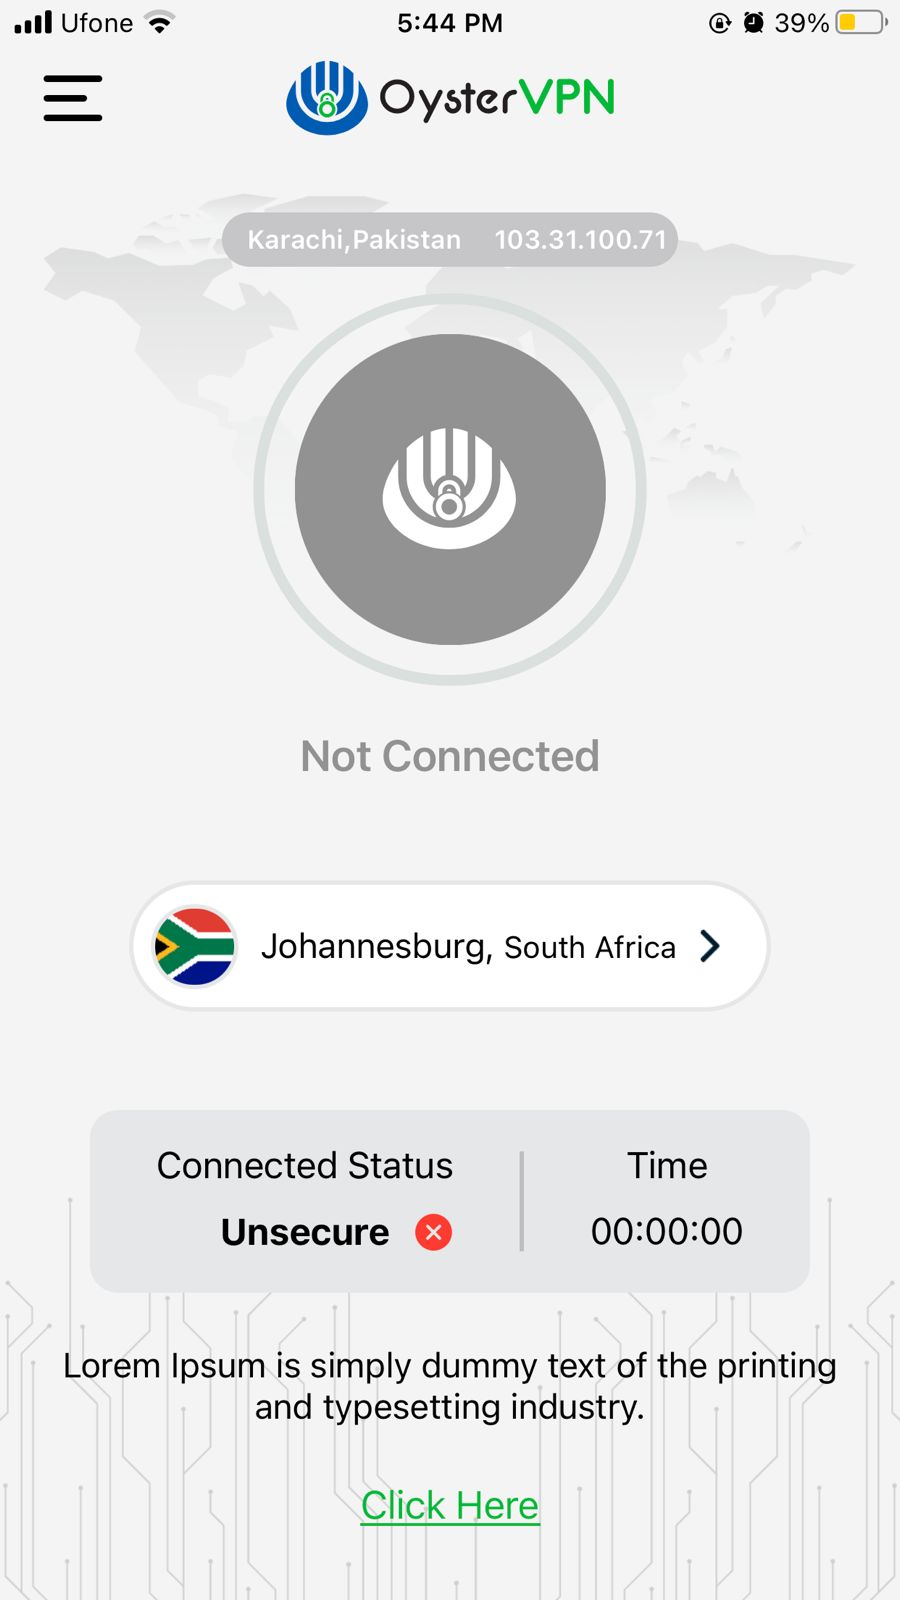 Ufone 5:44 PM 39%
OysterVPN
Karachi,Pakistan 103.31.100.71
Not Connected
Johannesburg, South Africa
Connected Status Time
Unsecure 00:00:00
Lorem Ipsum is simply dummy text of the printing
and typesetting industry.
Click Here